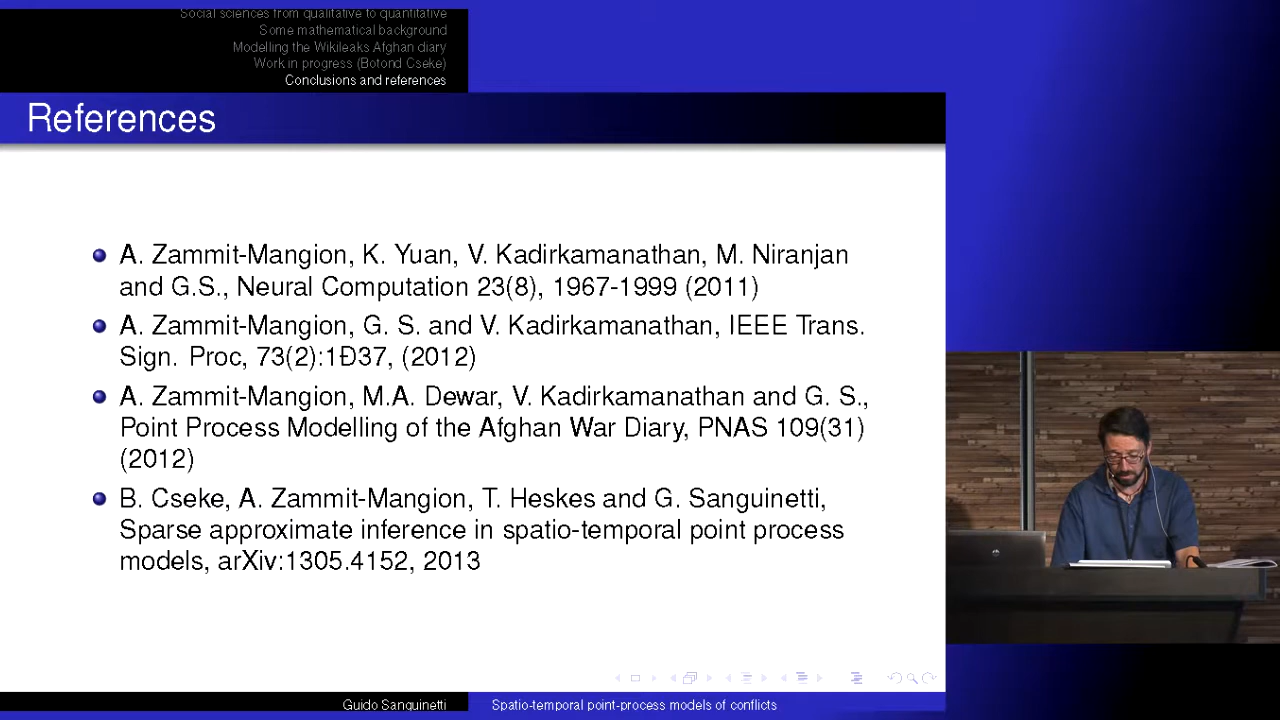 Social sciences from qualitative to quantitative
Some mathematical background
Modelling the Wikileaks Afghan diary
Work in progress (Botond Cseke)
Conclusions and references
References
A. Zammit-Mangion, K. Yuan, V. Kadirkamanathan, M. Niranjan
and G.S., Neural Computation 23(8), 1967-1999 (2011)
A. Zammit-Mangion, G. S. and V. Kadirkamanathan, IEEE Trans.
Sign. Proc, 73(2):1Ð37, (2012)
A. Zammit-Mangion, M.A. Dewar, V. Kadirkamanathan and G. S.,
Point Process Modelling of the Afghan War Diary, PNAS 109(31)
(2012)
B. Cseke, A. Zammit-Mangion, T. Heskes and G. Sanguinetti,
Sparse approximate inference in spatio-temporal point process
models, arXiv:1305.4152, 2013
Guido Sanguinetti
Spatio-temporal point-process models of conflicts